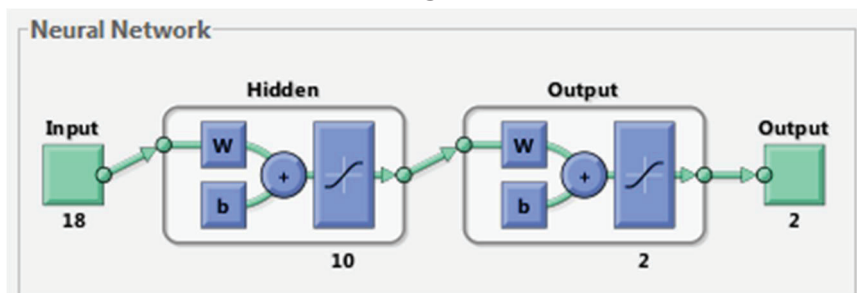 Neural Network
Hidden
Output
Input
Output
W
W
+
+
b
b
18
2
10
2